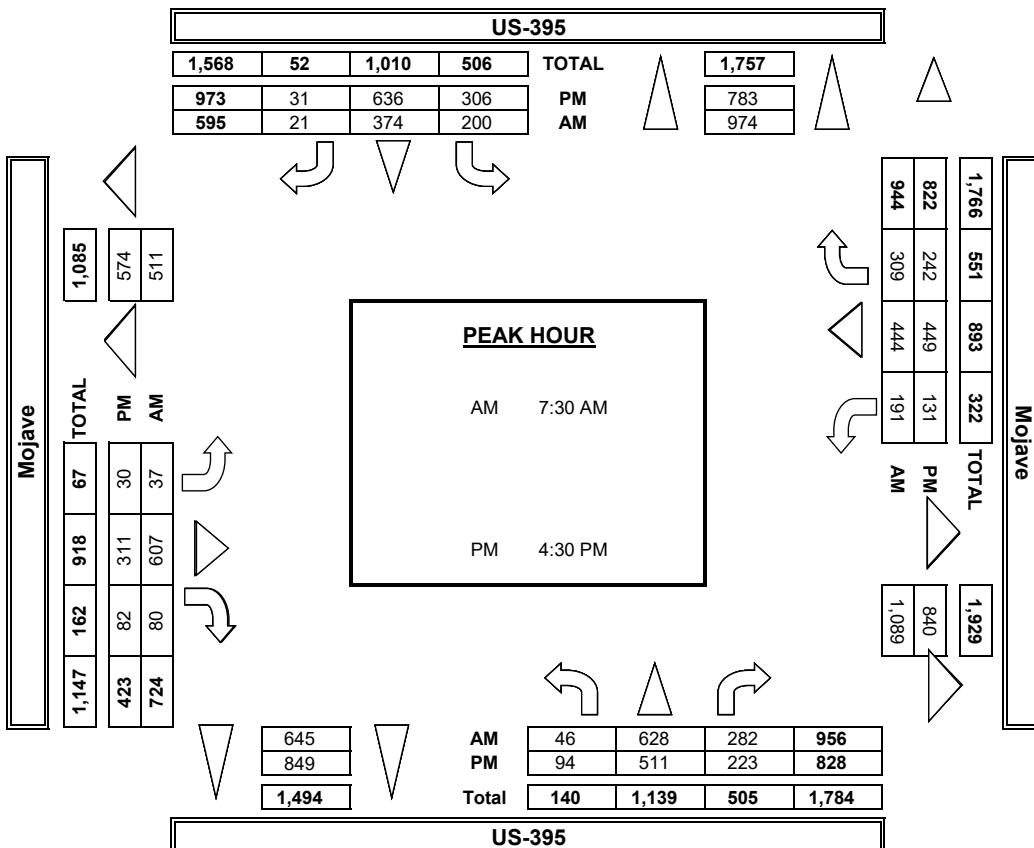 US-395
1,568 52 1,010 506 TOTAL 1,757
973 31 636 306 PM 783
595 21 374 200 AM 974
Mojave
1,085
574
511
TOTAL
PM
AM
67 918 162 1,147
30 311 82 423
37 607 80 724
PEAK HOUR
AM 7:30 AM
PM 4:30 PM
1,766 551 893 322 TOTAL
822 242 449 131 PM
944 309 444 191 AM
1,929
840
1,089
Mojave
645 AM 46 628 282 956
849 PM 94 511 223 828
1,494 Total 140 1,139 505 1,784
US-395